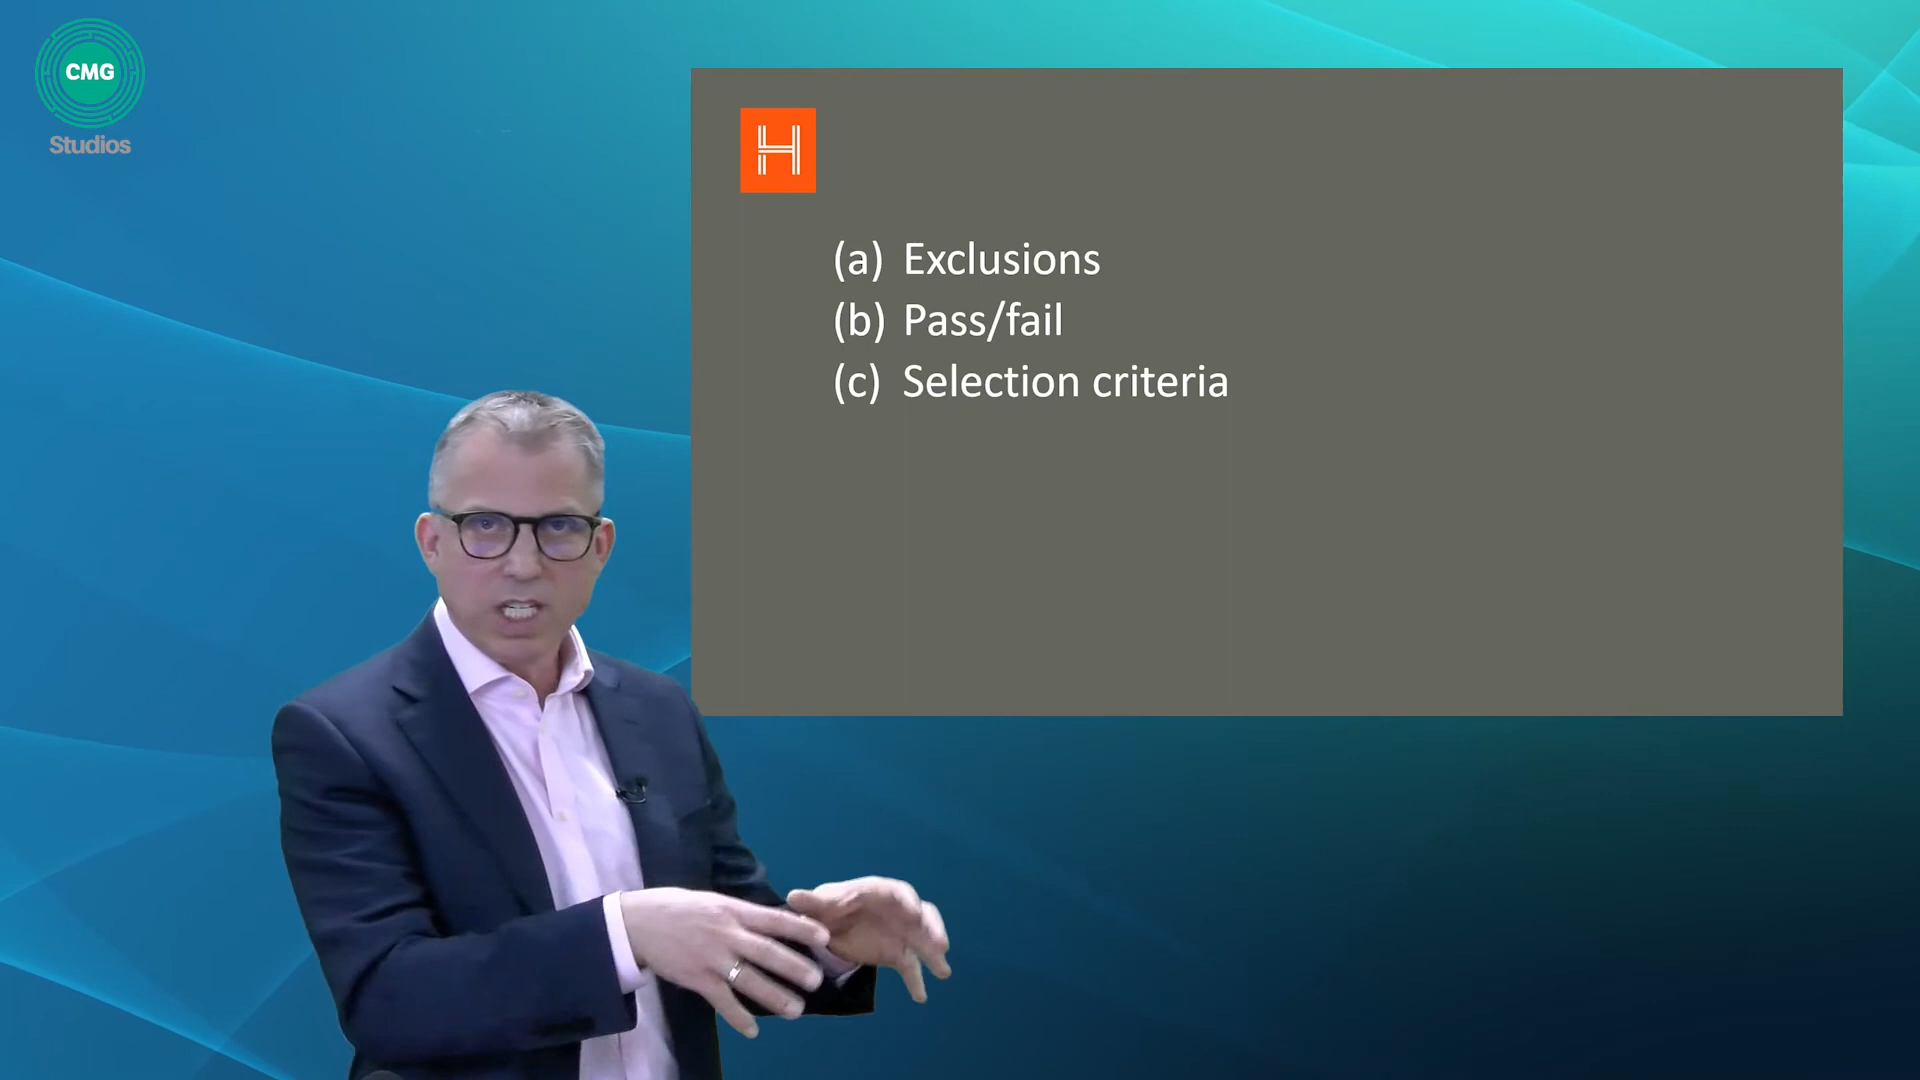 CMG
Studios
H
(a) Exclusions
(b) Pass/fail
(c) Selection criteria